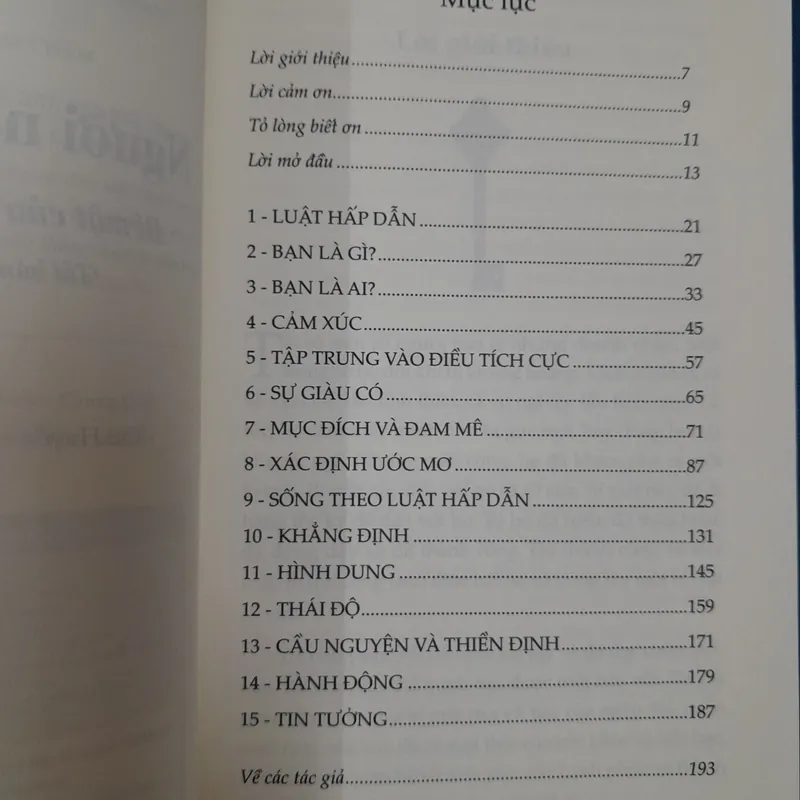 Mục lục
Lời giới thiệu 7
Lời cảm ơn 9
Tỏ lòng biết ơn 11
Lời mở đầu 13
1 - LUẬT HẤP DẪN 21
2 - BẠN LÀ GÌ? 27
3 - BẠN LÀ AI? 33
4 - CẢM XÚC 45
5 - TẬP TRUNG VÀO ĐIỀU TÍCH CỰC 57
6 - SỰ GIÀU CÓ 65
7 - MỤC ĐÍCH VÀ ĐAM MÊ 71
8 - XÁC ĐỊNH ƯỚC MƠ 87
9 - SỐNG THEO LUẬT HẤP DẪN 125
10 - KHẲNG ĐỊNH 131
11 - HÌNH DUNG 145
12 - THÁI ĐỘ 159
13 - CẦU NGUYỆN VÀ THIỀN ĐỊNH 171
14 - HÀNH ĐỘNG 179
15 - TIN TƯỞNG 187
Về các tác giả 193